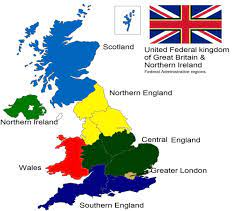 Scotland
United Federal kingdom
of Great Britain &
Northern Ireland
Federal Administrative regions
Northern England
Northern Ireland
Central England
Wales
Greater London
Southern England